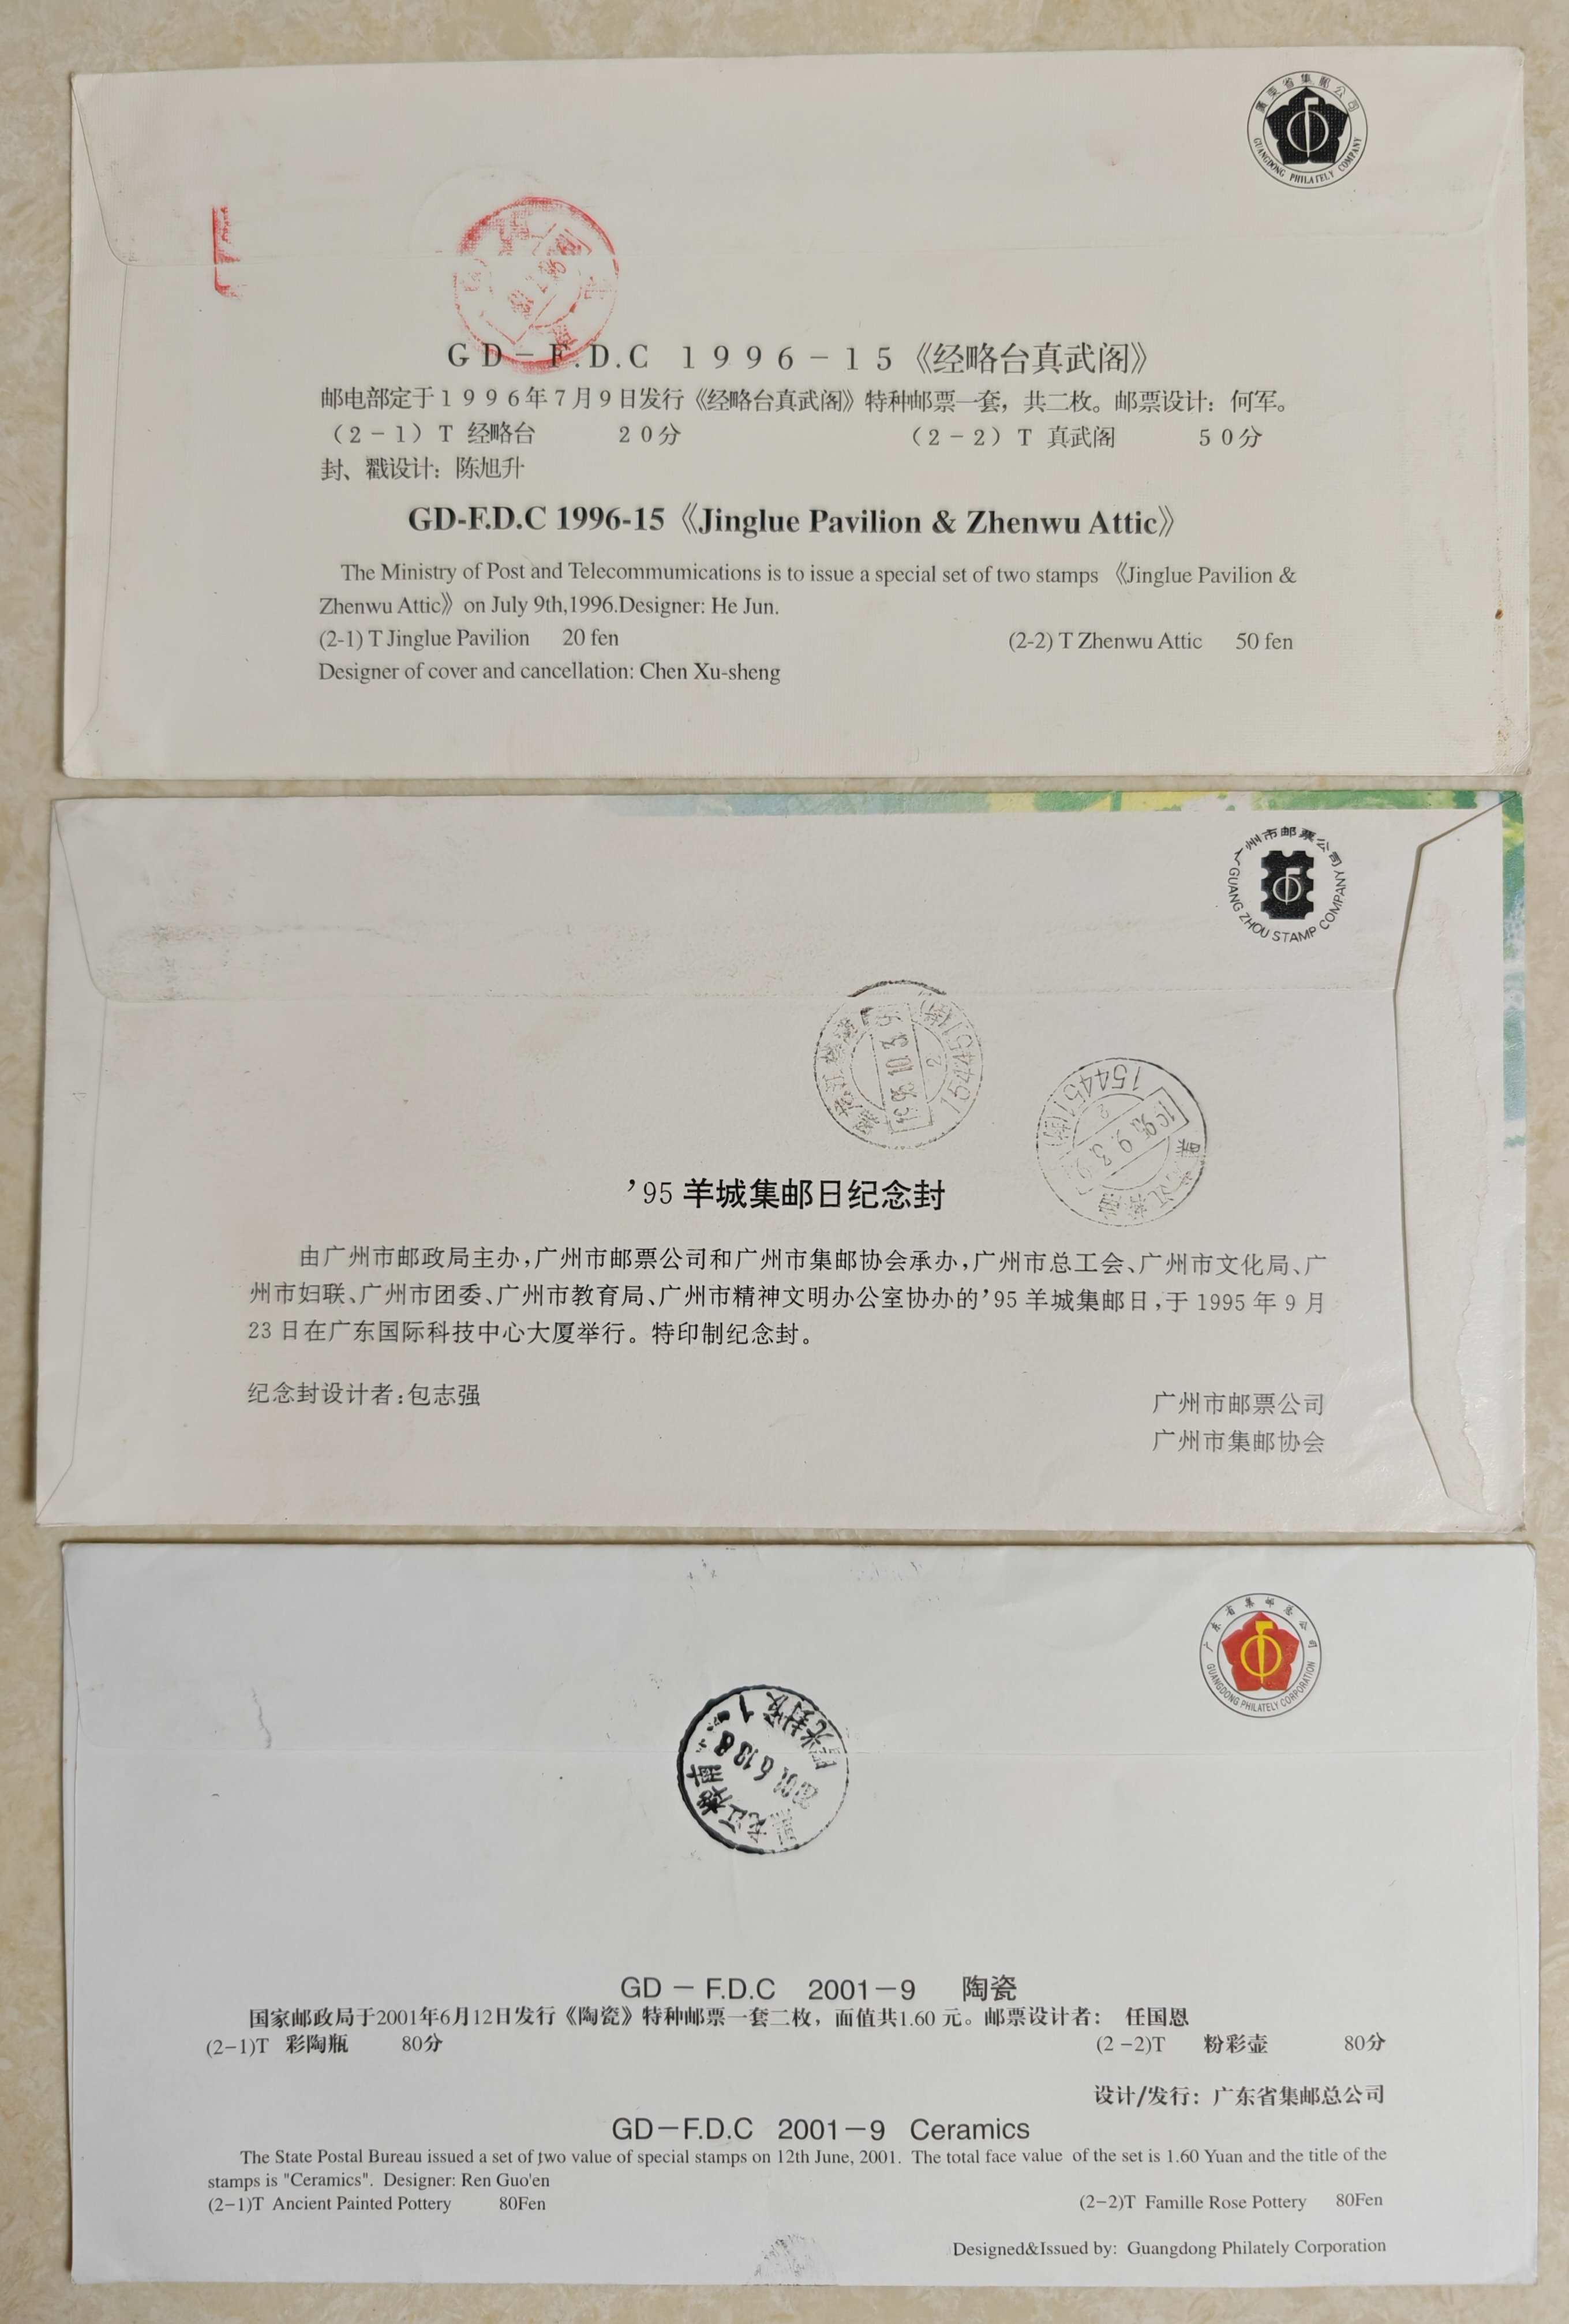 廣東省集郵公司
GUANGDONG PHILATELY COMPANY
GD－F.D.C 1996－15《经略台真武阁》
邮电部定于1996年7月9日发行《经略台真武阁》特种邮票一套，共二枚。邮票设计：何军。
（2－1）T 经略台 20分 （2－2）T 真武阁 50分
封、戳设计：陈旭升
GD-F.D.C 1996-15《Jinglue Pavilion & Zhenwu Attic》
The Ministry of Post and Telecommumications is to issue a special set of two stamps 《Jinglue Pavilion &
Zhenwu Attic》 on July 9th,1996.Designer: He Jun.
(2-1) T Jinglue Pavilion 20 fen (2-2) T Zhenwu Attic 50 fen
Designer of cover and cancellation: Chen Xu-sheng
广州市邮票公司
GUANG ZHOU STAMP COMPANY
154451
154451
’95 羊城集邮日纪念封
由广州市邮政局主办，广州市邮票公司和广州市集邮协会承办，广州市总工会、广州市文化局、广
州市妇联、广州市团委、广州市教育局、广州市精神文明办公室协办的’95 羊城集邮日，于 1995 年 9 月
23 日在广东国际科技中心大厦举行。特印制纪念封。
纪念封设计者：包志强
广州市邮票公司
广州市集邮协会
广东省集邮总公司
GUANGDONG PHILATELY CORPORATION
2001.6.18.8
GD－F.D.C 2001－9 陶瓷
国家邮政局于2001年6月12日发行《陶瓷》特种邮票一套二枚，面值共1.60 元。邮票设计者： 任国恩
(2－1)T 彩陶瓶 80分 (2－2)T 粉彩壶 80分
设计/发行：广东省集邮总公司
GD－F.D.C 2001－9 Ceramics
The State Postal Bureau issued a set of two value of special stamps on 12th June, 2001. The total face value of the set is 1.60 Yuan and the title of the
stamps is "Ceramics". Designer: Ren Guo'en
(2－1)T Ancient Painted Pottery 80Fen (2－2)T Famille Rose Pottery 80Fen
Designed&Issued by: Guangdong Philately Corporation